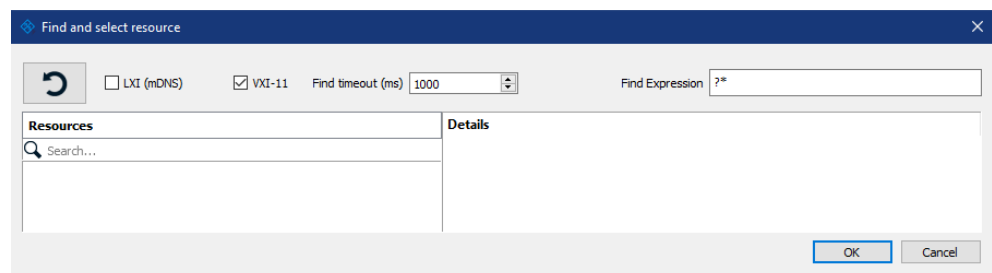 Find and select resource
LXI (mDNS) VXI-11 Find timeout (ms) 1000 Find Expression ?*
Resources Details
Search...
OK Cancel